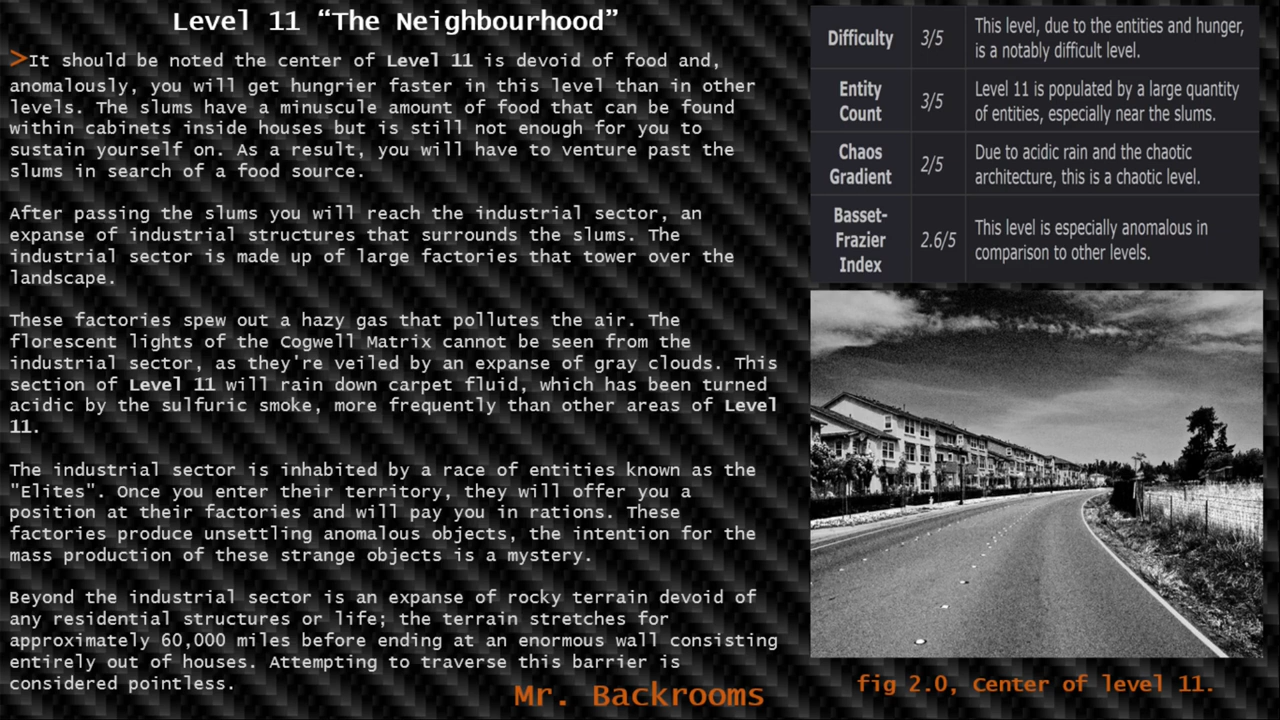 Level 11 “The Neighbourhood”
>It should be noted the center of Level 11 is devoid of food and,
anomalously, you will get hungrier faster in this level than in other
levels. The slums have a minuscule amount of food that can be found
within cabinets inside houses but is still not enough for you to
sustain yourself on. As a result, you will have to venture past the
slums in search of a food source.
After passing the slums you will reach the industrial sector, an
expanse of industrial structures that surrounds the slums. The
industrial sector is made up of large factories that tower over the
landscape.
These factories spew out a hazy gas that pollutes the air. The
florescent lights of the Cogwell Matrix cannot be seen from the
industrial sector, as they're veiled by an expanse of gray clouds. This
section of Level 11 will rain down carpet fluid, which has been turned
acidic by the sulfuric smoke, more frequently than other areas of Level
11.
The industrial sector is inhabited by a race of entities known as the
"Elites". Once you enter their territory, they will offer you a
position at their factories and will pay you in rations. These
factories produce unsettling anomalous objects, the intention for the
mass production of these strange objects is a mystery.
Beyond the industrial sector is an expanse of rocky terrain devoid of
any residential structures or life; the terrain stretches for
approximately 60,000 miles before ending at an enormous wall consisting
entirely out of houses. Attempting to traverse this barrier is
considered pointless.
Mr. Backrooms
Difficulty 3/5 This level, due to the entities and hunger,
is a notably difficult level.
Entity
Count 3/5 Level 11 is populated by a large quantity
of entities, especially near the slums.
Chaos
Gradient 2/5 Due to acidic rain and the chaotic
architecture, this is a chaotic level.
Basset-
Frazier
Index 2.6/5 This level is especially anomalous in
comparison to other levels.
fig 2.0, Center of level 11.